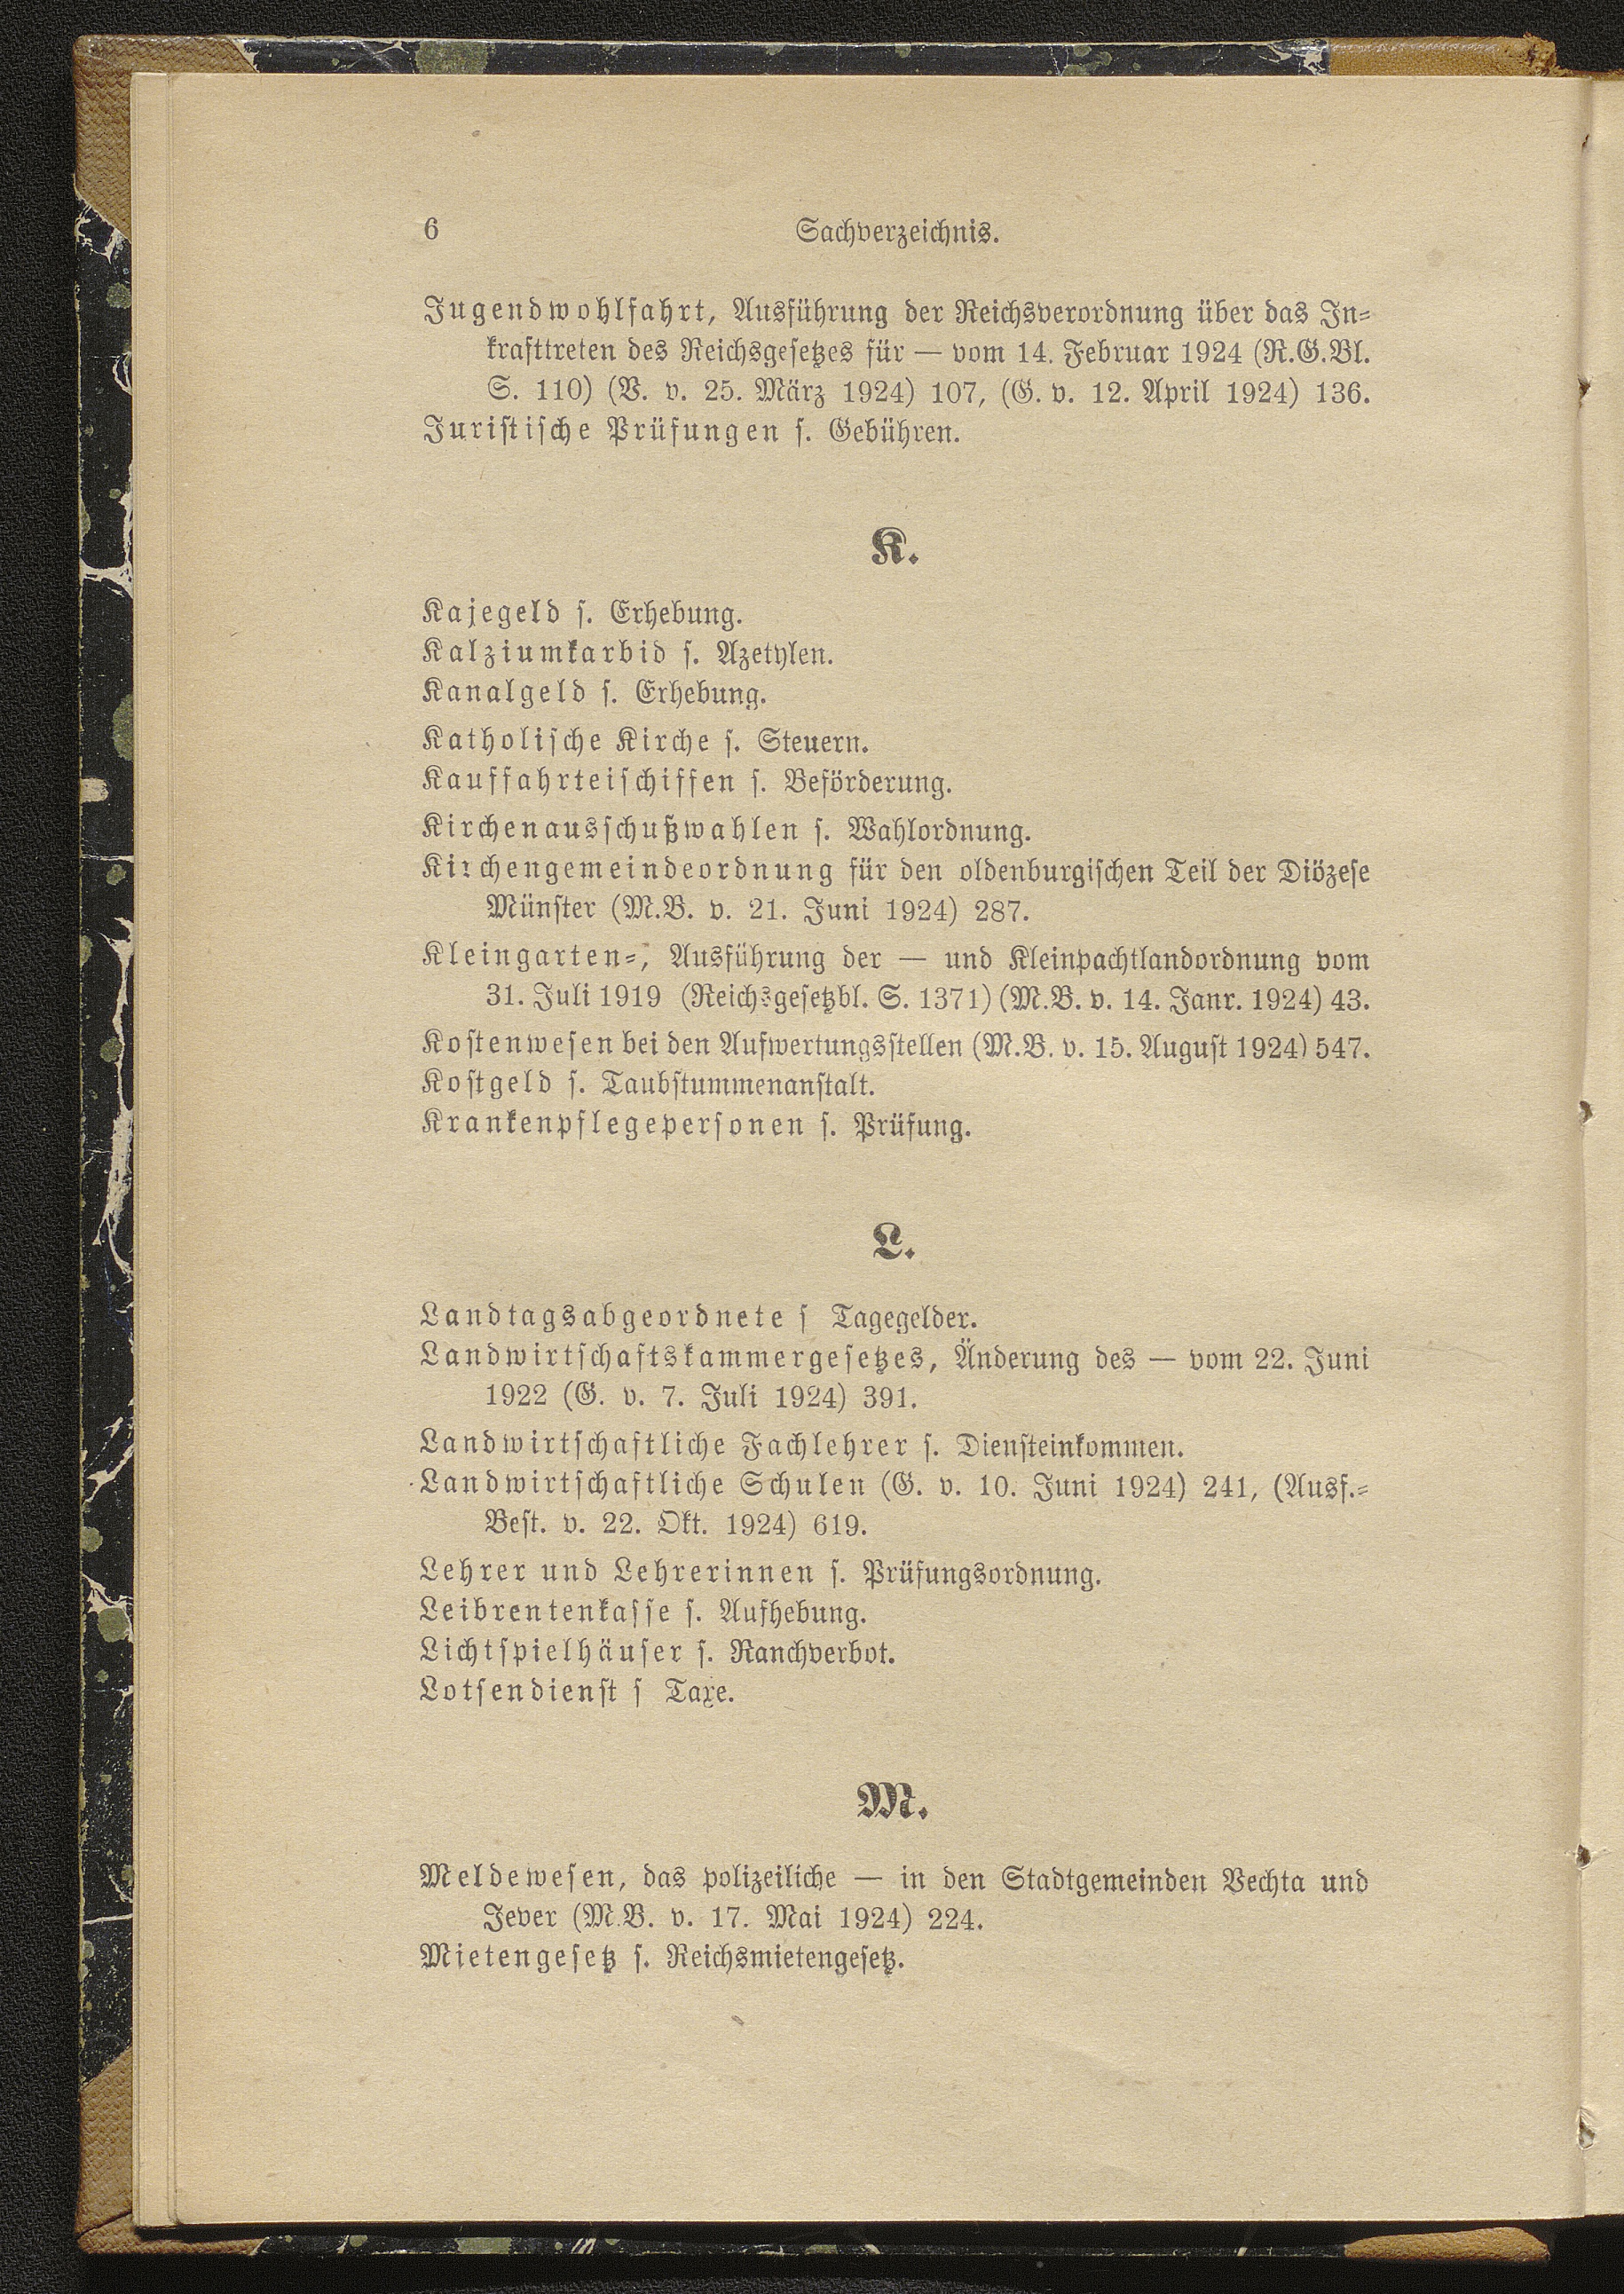 6 Sachverzeichnis.
Jugendwohlfahrt, Ausführung der Reichsverordnung über das In-
krafttreten des Reichsgesetzes für — vom 14. Februar 1924 (R.G.Bl.
S. 110) (V. v. 25. März 1924) 107, (G. v. 12. April 1924) 136.
Juristische Prüfungen s. Gebühren.
K.
Kajegeld s. Erhebung.
Kalziumkarbid s. Azetylen.
Kanalgeld s. Erhebung.
Katholische Kirche s. Steuern.
Kauffahrteischiffen s. Beförderung.
Kirchenausschußwahlen s. Wahlordnung.
Kirchengemeindeordnung für den oldenburgischen Teil der Diözese
Münster (M.B. v. 21. Juni 1924) 287.
Kleingarten-, Ausführung der — und Kleinpachtlandordnung vom
31. Juli 1919 (Reichsgesetzbl. S. 1371) (M.B. v. 14. Janr. 1924) 43.
Kostenwesen bei den Aufwertungsstellen (M.B. v. 15. August 1924) 547.
Kostgeld s. Taubstummenanstalt.
Krankenpflegepersonen s. Prüfung.
L.
Landtagsabgeordnete s Tagegelder.
Landwirtschaftskammergesetzes, Änderung des — vom 22. Juni
1922 (G. v. 7. Juli 1924) 391.
Landwirtschaftliche Fachlehrer s. Diensteinkommen.
Landwirtschaftliche Schulen (G. v. 10. Juni 1924) 241, (Ausf.-
Best. v. 22. Okt. 1924) 619.
Lehrer und Lehrerinnen s. Prüfungsordnung.
Leibrentenkasse s. Aufhebung.
Lichtspielhäuser s. Ranchverbot.
Lotsendienst s Taxe.
M.
Meldewesen, das polizeiliche — in den Stadtgemeinden Vechta und
Jever (M.B. v. 17. Mai 1924) 224.
Mietengesetz s. Reichsmietengesetz.